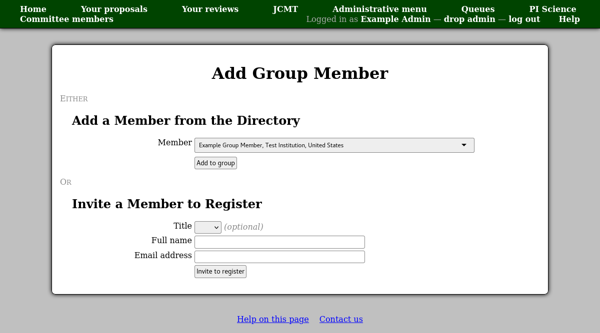 Home Your proposals Your reviews JCMT Administrative menu Queues PI Science
Committee members Logged in as Example Admin — drop admin — log out Help
Add Group Member
Either
Add a Member from the Directory
Member Example Group Member, Test Institution, United States
Add to group
Or
Invite a Member to Register
Title (optional)
Full name
Email address
Invite to register
Help on this page Contact us